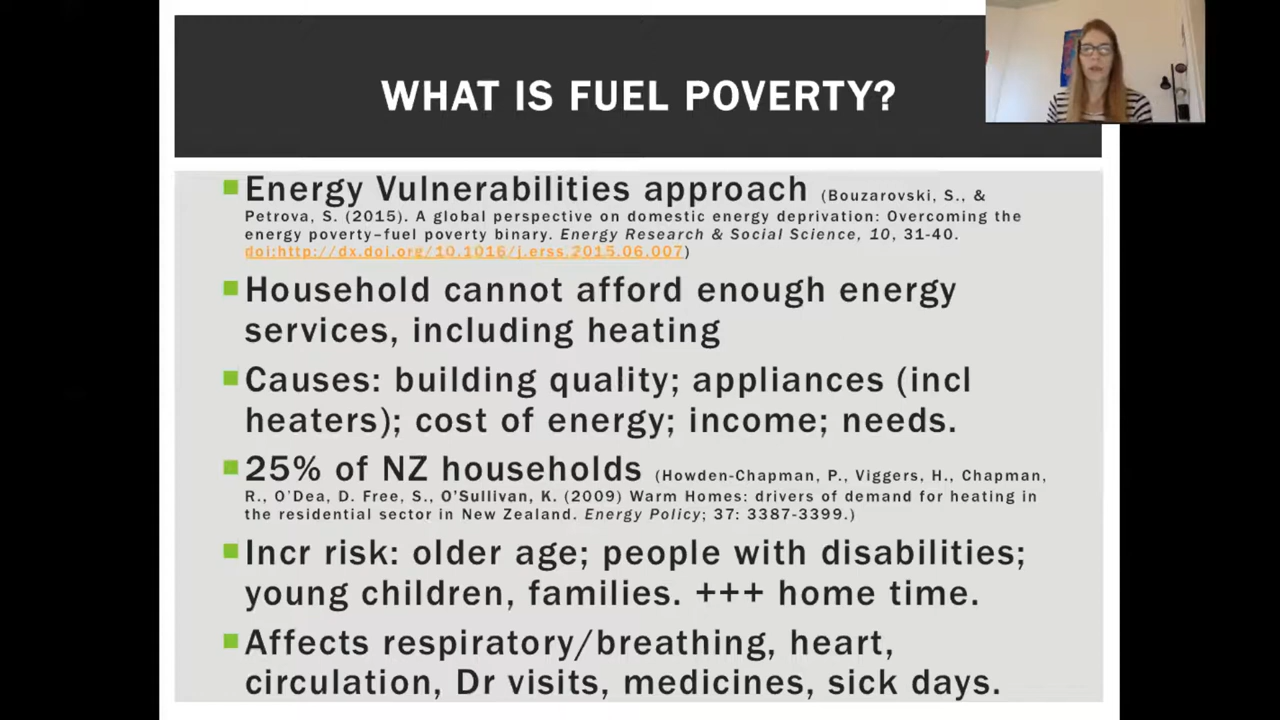 WHAT IS FUEL POVERTY?
Energy Vulnerabilities approach (Bouzarovski, S., &
Petrova, S. (2015). A global perspective on domestic energy deprivation: Overcoming the
energy poverty–fuel poverty binary. Energy Research & Social Science, 10, 31-40.
doi:http://dx.doi.org/10.1016/j.erss.2015.06.007)
Household cannot afford enough energy
services, including heating
Causes: building quality; appliances (incl
heaters); cost of energy; income; needs.
25% of NZ households (Howden-Chapman, P., Viggers, H., Chapman,
R., O’Dea, D. Free, S., O’Sullivan, K. (2009) Warm Homes: drivers of demand for heating in
the residential sector in New Zealand. Energy Policy; 37: 3387-3399.)
Incr risk: older age; people with disabilities;
young children, families. +++ home time.
Affects respiratory/breathing, heart,
circulation, Dr visits, medicines, sick days.